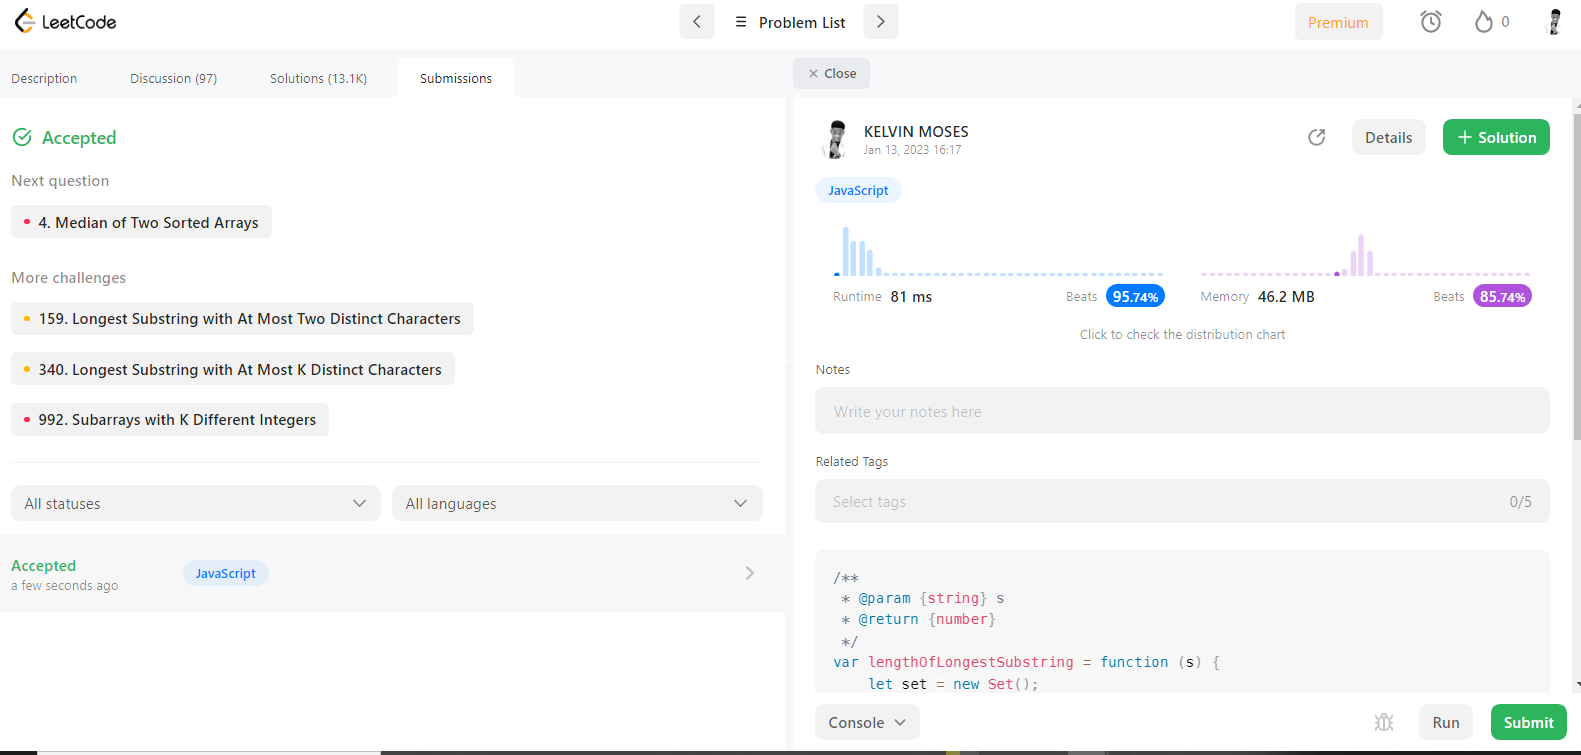 LeetCode
Problem List
Premium
0
Description
Discussion (97)
Solutions (13.1K)
Submissions
Close
Accepted
Next question
4. Median of Two Sorted Arrays
More challenges
159. Longest Substring with At Most Two Distinct Characters
340. Longest Substring with At Most K Distinct Characters
992. Subarrays with K Different Integers
All statuses
All languages
Accepted
a few seconds ago
JavaScript
KELVIN MOSES
Jan 13, 2023 16:17
Details
+ Solution
JavaScript
Runtime 81 ms
Beats 95.74%
Memory 46.2 MB
Beats 85.74%
Click to check the distribution chart
Notes
Write your notes here
Related Tags
Select tags
0/5
/**
 * @param {string} s
 * @return {number}
 */
var lengthOfLongestSubstring = function (s) {
    let set = new Set();
Console
Run
Submit